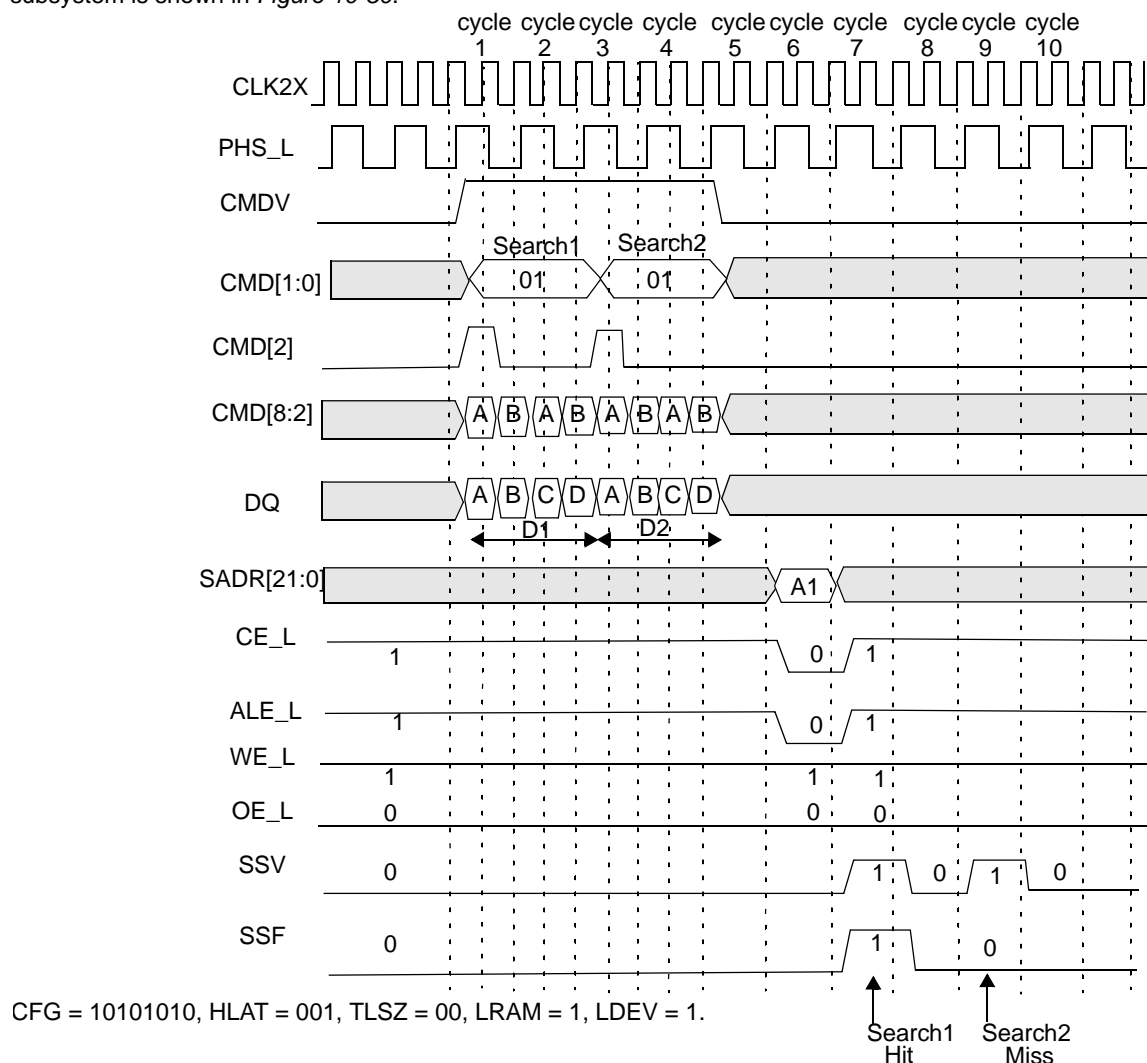 subsystem is shown in
cycle cycle cycle cycle cycle cycle cycle cycle cycle cycle
1 2 3 4 5 6 7 8 9 10
CLK2X
PHS_L
CMDV
Search1 Search2
CMD[1:0] 01 01
CMD[2]
CMD[8:2] A B A B A B A B
DQ A B C D A B C D
D1 D2
SADR[21:0] A1
CE_L 1 0 1
ALE_L 1 0 1
WE_L 1 1 1
OE_L 0 0 0
SSV 0 1 0 1 0
SSF 0 1 0
CFG = 10101010, HLAT = 001, TLSZ = 00, LRAM = 1, LDEV = 1.
Search1 Search2
Hit Miss